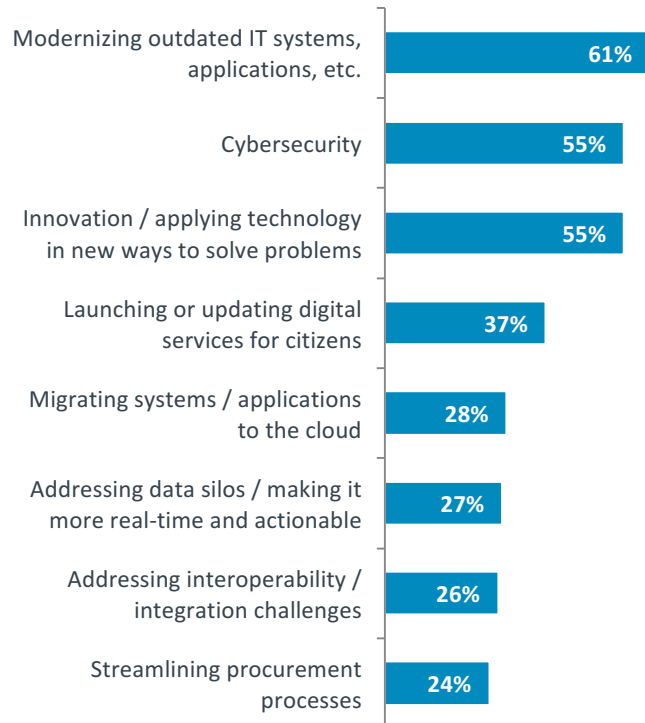 Modernizing outdated IT systems,
applications, etc.
61%
Cybersecurity
55%
Innovation / applying technology
in new ways to solve problems
55%
Launching or updating digital
services for citizens
37%
Migrating systems / applications
to the cloud
28%
Addressing data silos / making it
more real-time and actionable
27%
Addressing interoperability /
integration challenges
26%
Streamlining procurement
processes
24%